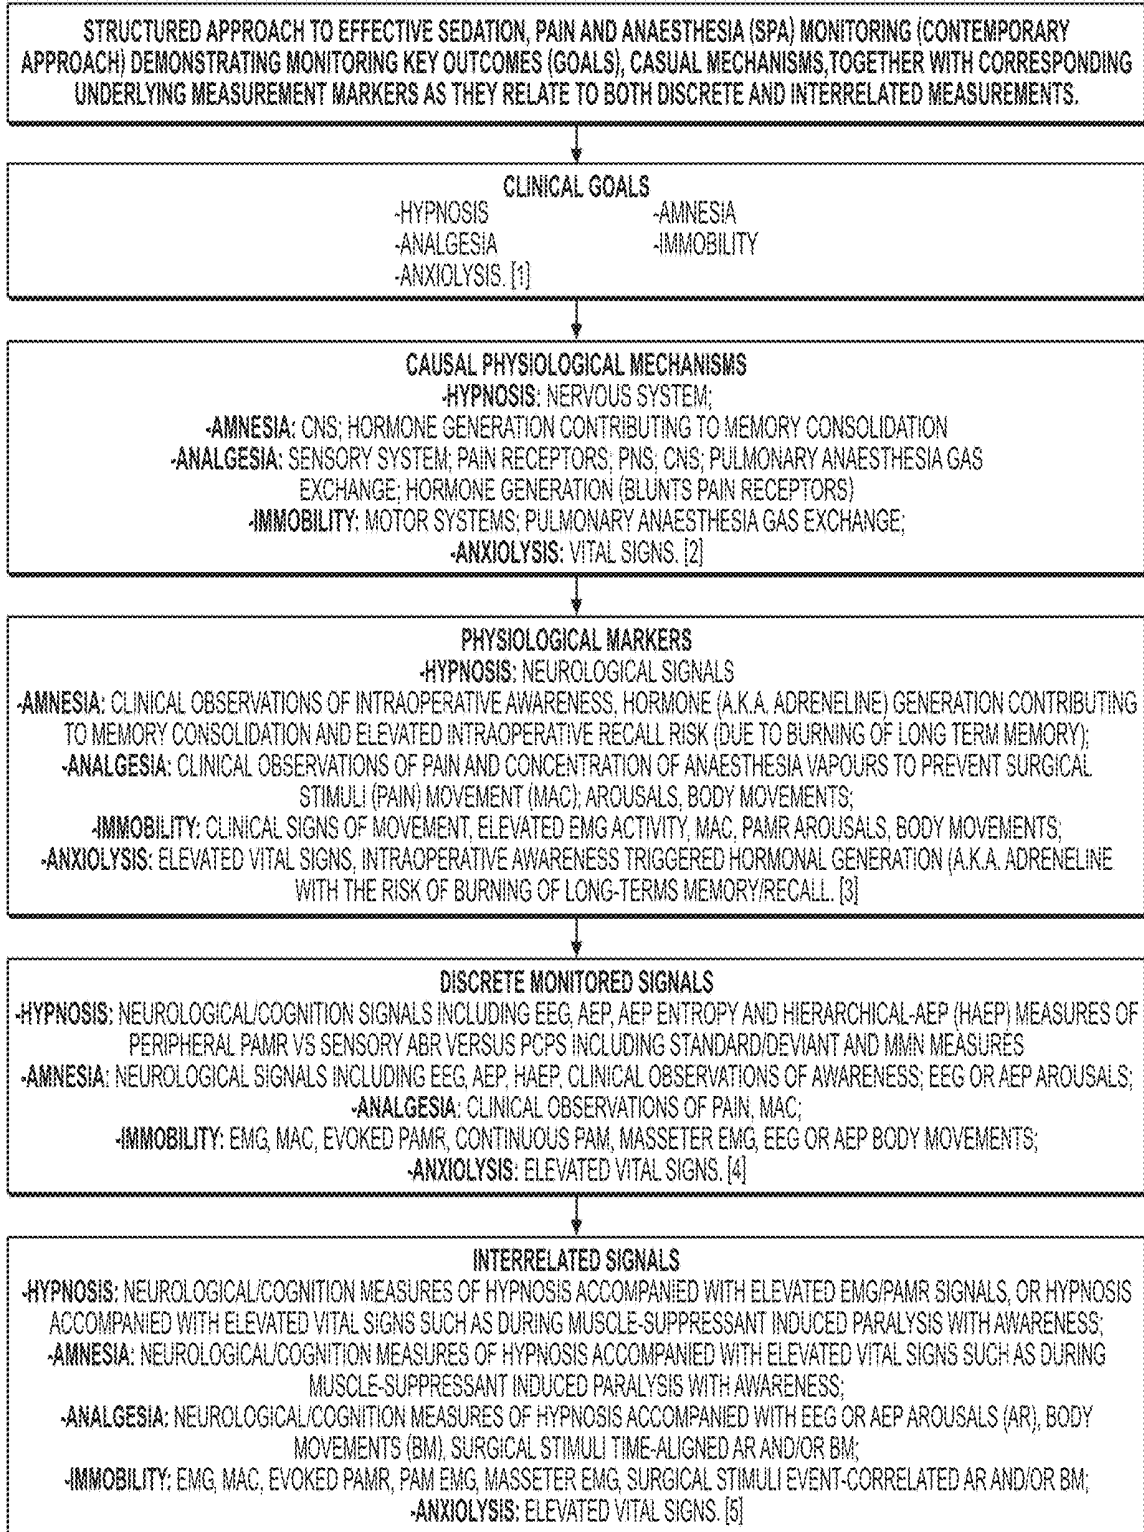 STRUCTURED APPROACH TO EFFECTIVE SEDATION, PAIN AND ANAESTHESIA (SPA) MONITORING (CONTEMPORARY
APPROACH) DEMONSTRATING MONITORING KEY OUTCOMES (GOALS), CASUAL MECHANISMS,TOGETHER WITH CORRESPONDING
UNDERLYING MEASUREMENT MARKERS AS THEY RELATE TO BOTH DISCRETE AND INTERRELATED MEASUREMENTS.
CLINICAL GOALS
-HYPNOSIS -AMNESIA
-ANALGESIA -IMMOBILITY
-ANXIOLYSIS. [1]
CAUSAL PHYSIOLOGICAL MECHANISMS
-HYPNOSIS: NERVOUS SYSTEM;
-AMNESIA: CNS; HORMONE GENERATION CONTRIBUTING TO MEMORY CONSOLIDATION
-ANALGESIA: SENSORY SYSTEM; PAIN RECEPTORS; PNS; CNS; PULMONARY ANAESTHESIA GAS
EXCHANGE; HORMONE GENERATION (BLUNTS PAIN RECEPTORS)
-IMMOBILITY: MOTOR SYSTEMS; PULMONARY ANAESTHESIA GAS EXCHANGE;
-ANXIOLYSIS: VITAL SIGNS. [2]
PHYSIOLOGICAL MARKERS
-HYPNOSIS: NEUROLOGICAL SIGNALS
-AMNESIA: CLINICAL OBSERVATIONS OF INTRAOPERATIVE AWARENESS, HORMONE (A.K.A. ADRENELINE) GENERATION CONTRIBUTING
TO MEMORY CONSOLIDATION AND ELEVATED INTRAOPERATIVE RECALL RISK (DUE TO BURNING OF LONG TERM MEMORY);
-ANALGESIA: CLINICAL OBSERVATIONS OF PAIN AND CONCENTRATION OF ANAESTHESIA VAPOURS TO PREVENT SURGICAL
STIMULI (PAIN) MOVEMENT (MAC); AROUSALS, BODY MOVEMENTS;
-IMMOBILITY: CLINICAL SIGNS OF MOVEMENT, ELEVATED EMG ACTIVITY, MAC, PAMR AROUSALS, BODY MOVEMENTS;
-ANXIOLYSIS: ELEVATED VITAL SIGNS, INTRAOPERATIVE AWARENESS TRIGGERED HORMONAL GENERATION (A.K.A. ADRENELINE
WITH THE RISK OF BURNING OF LONG-TERMS MEMORY/RECALL. [3]
DISCRETE MONITORED SIGNALS
-HYPNOSIS: NEUROLOGICAL/COGNITION SIGNALS INCLUDING EEG, AEP, AEP ENTROPY AND HIERARCHICAL-AEP (HAEP) MEASURES OF
PERIPHERAL PAMR VS SENSORY ABR VERSUS PCPS INCLUDING STANDARD/DEVIANT AND MMN MEASURES
-AMNESIA: NEUROLOGICAL SIGNALS INCLUDING EEG, AEP, HAEP, CLINICAL OBSERVATIONS OF AWARENESS; EEG OR AEP AROUSALS;
-ANALGESIA: CLINICAL OBSERVATIONS OF PAIN, MAC;
-IMMOBILITY: EMG, MAC, EVOKED PAMR, CONTINUOUS PAM, MASSETER EMG, EEG OR AEP BODY MOVEMENTS;
-ANXIOLYSIS: ELEVATED VITAL SIGNS. [4]
INTERRELATED SIGNALS
-HYPNOSIS: NEUROLOGICAL/COGNITION MEASURES OF HYPNOSIS ACCOMPANIED WITH ELEVATED EMG/PAMR SIGNALS, OR HYPNOSIS
ACCOMPANIED WITH ELEVATED VITAL SIGNS SUCH AS DURING MUSCLE-SUPPRESSANT INDUCED PARALYSIS WITH AWARENESS;
-AMNESIA: NEUROLOGICAL/COGNITION MEASURES OF HYPNOSIS ACCOMPANIED WITH ELEVATED VITAL SIGNS SUCH AS DURING
MUSCLE-SUPPRESSANT INDUCED PARALYSIS WITH AWARENESS;
-ANALGESIA: NEUROLOGICAL/COGNITION MEASURES OF HYPNOSIS ACCOMPANIED WITH EEG OR AEP AROUSALS (AR), BODY
MOVEMENTS (BM), SURGICAL STIMULI TIME-ALIGNED AR AND/OR BM;
-IMMOBILITY: EMG, MAC, EVOKED PAMR, PAM EMG, MASSETER EMG, SURGICAL STIMULI EVENT-CORRELATED AR AND/OR BM;
-ANXIOLYSIS: ELEVATED VITAL SIGNS. [5]